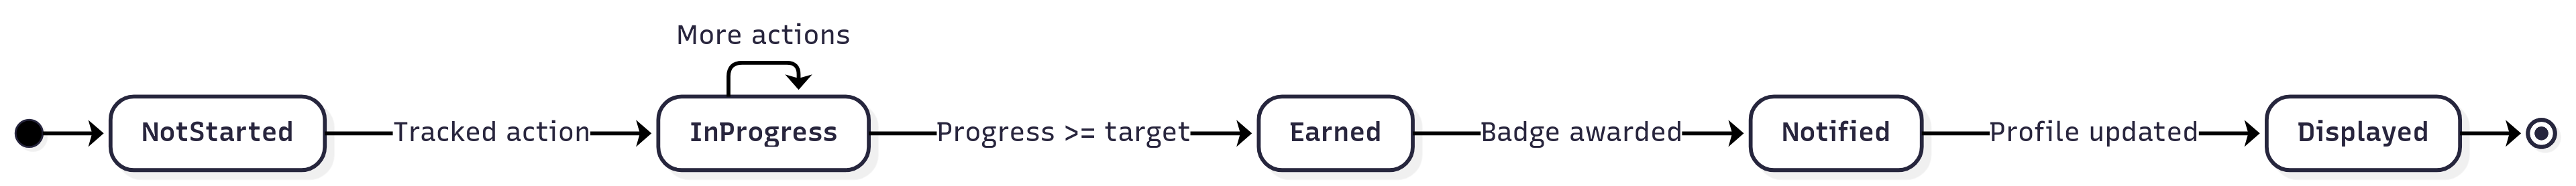 More actions
NotStarted
Tracked action
InProgress
Progress >= target
Earned
Badge awarded
Notified
Profile updated
Displayed